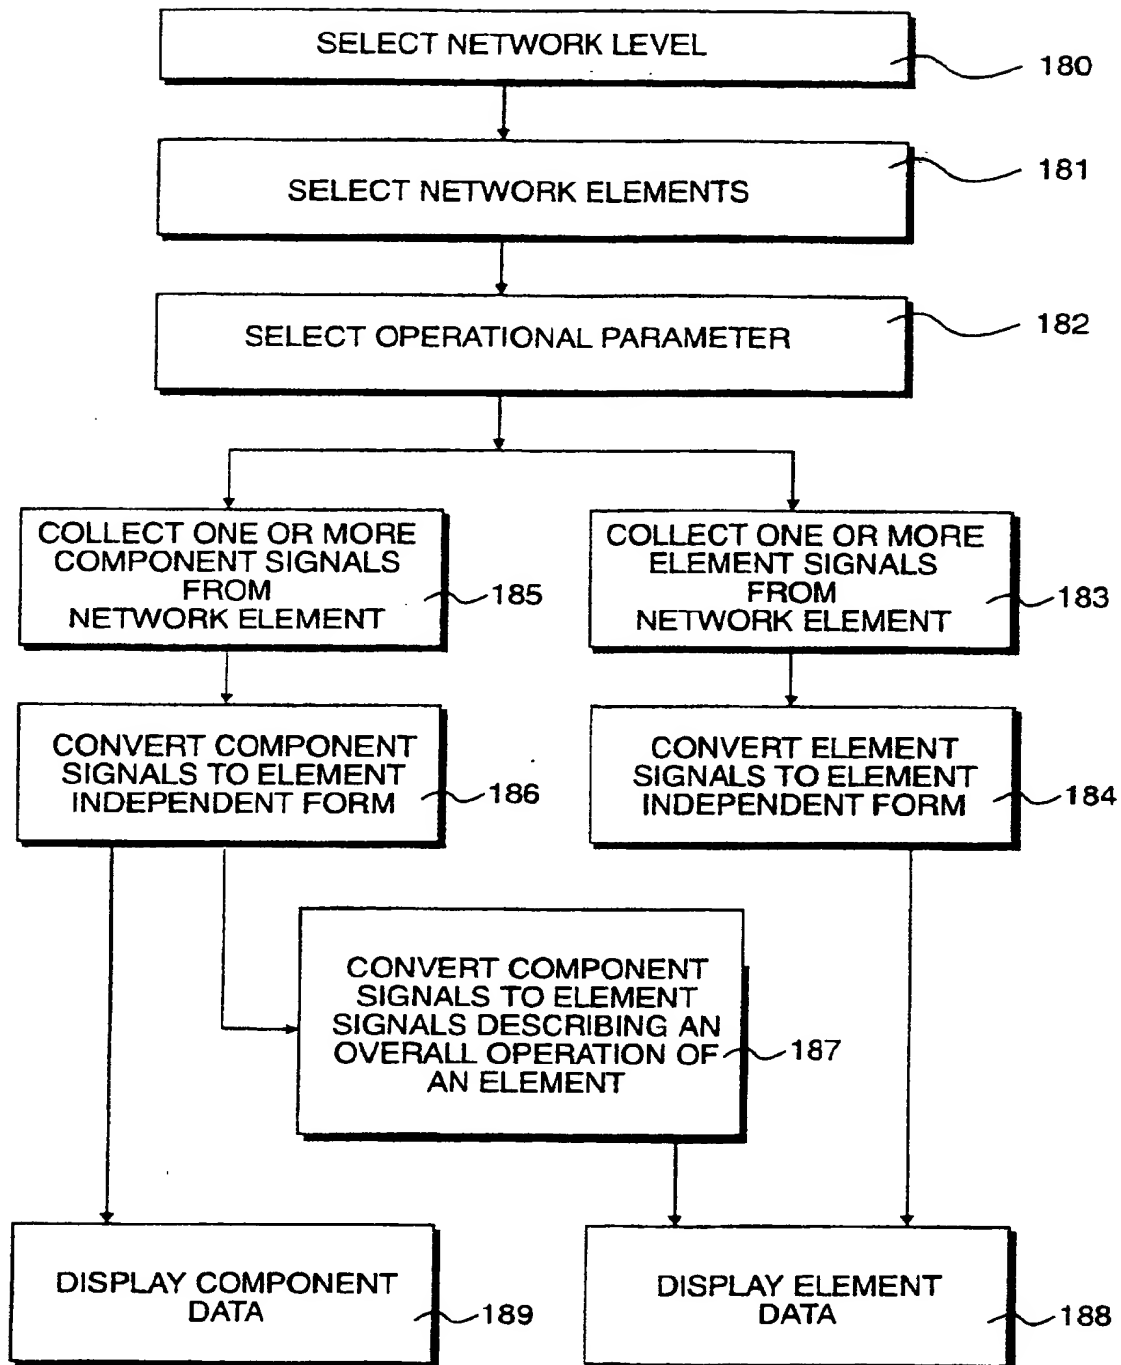 SELECT NETWORK LEVEL
180
SELECT NETWORK ELEMENTS
181
SELECT OPERATIONAL PARAMETER
182
COLLECT ONE OR MORE
COMPONENT SIGNALS
FROM
NETWORK ELEMENT
185
COLLECT ONE OR MORE
ELEMENT SIGNALS
FROM
NETWORK ELEMENT
183
CONVERT COMPONENT
SIGNALS TO ELEMENT
INDEPENDENT FORM
186
CONVERT ELEMENT
SIGNALS TO ELEMENT
INDEPENDENT FORM
184
CONVERT COMPONENT
SIGNALS TO ELEMENT
SIGNALS DESCRIBING AN
OVERALL OPERATION OF
AN ELEMENT
187
DISPLAY COMPONENT
DATA
189
DISPLAY ELEMENT
DATA
188